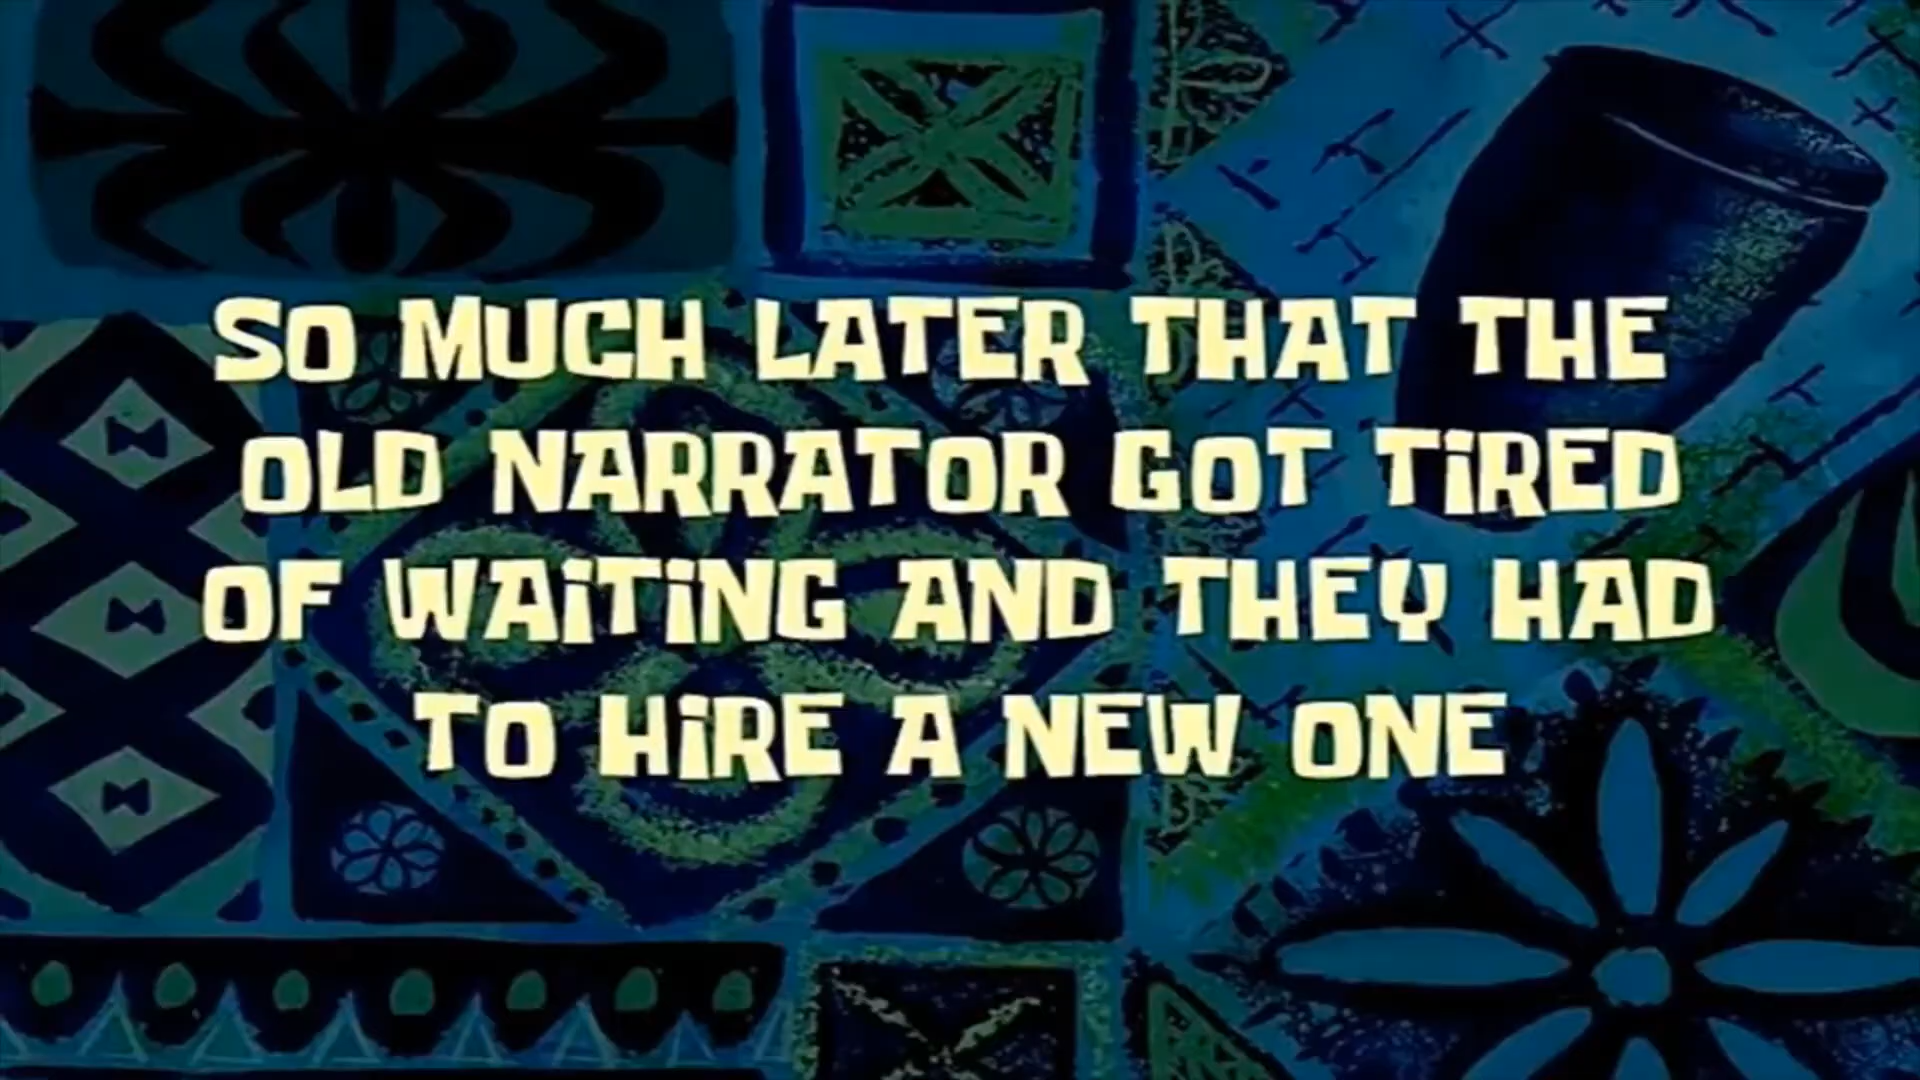 SO MUCH LATER THAT THE
OLD NARRATOR GOT TiRED
OF WAiTiNG AND THEY HAD
TO HiRE A NEW ONE